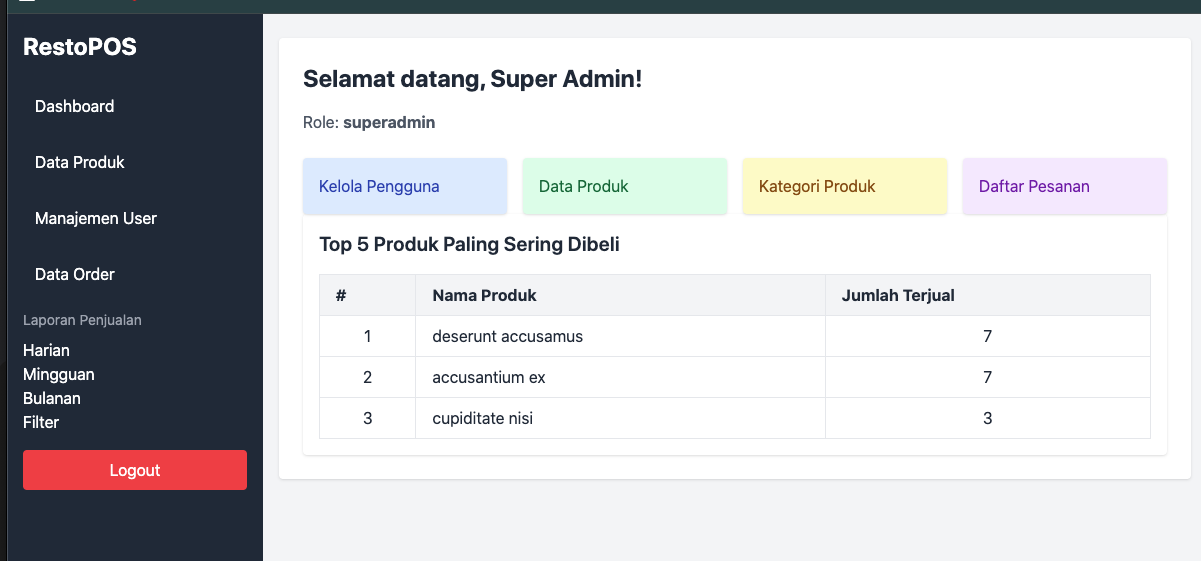 RestoPOS
Dashboard
Data Produk
Manajemen User
Data Order
Laporan Penjualan
Harian
Mingguan
Bulanan
Filter
Logout
Selamat datang, Super Admin!
Role: superadmin
Kelola Pengguna
Data Produk
Kategori Produk
Daftar Pesanan
Top 5 Produk Paling Sering Dibeli
# Nama Produk Jumlah Terjual
1 deserunt accusamus 7
2 accusantium ex 7
3 cupiditate nisi 3